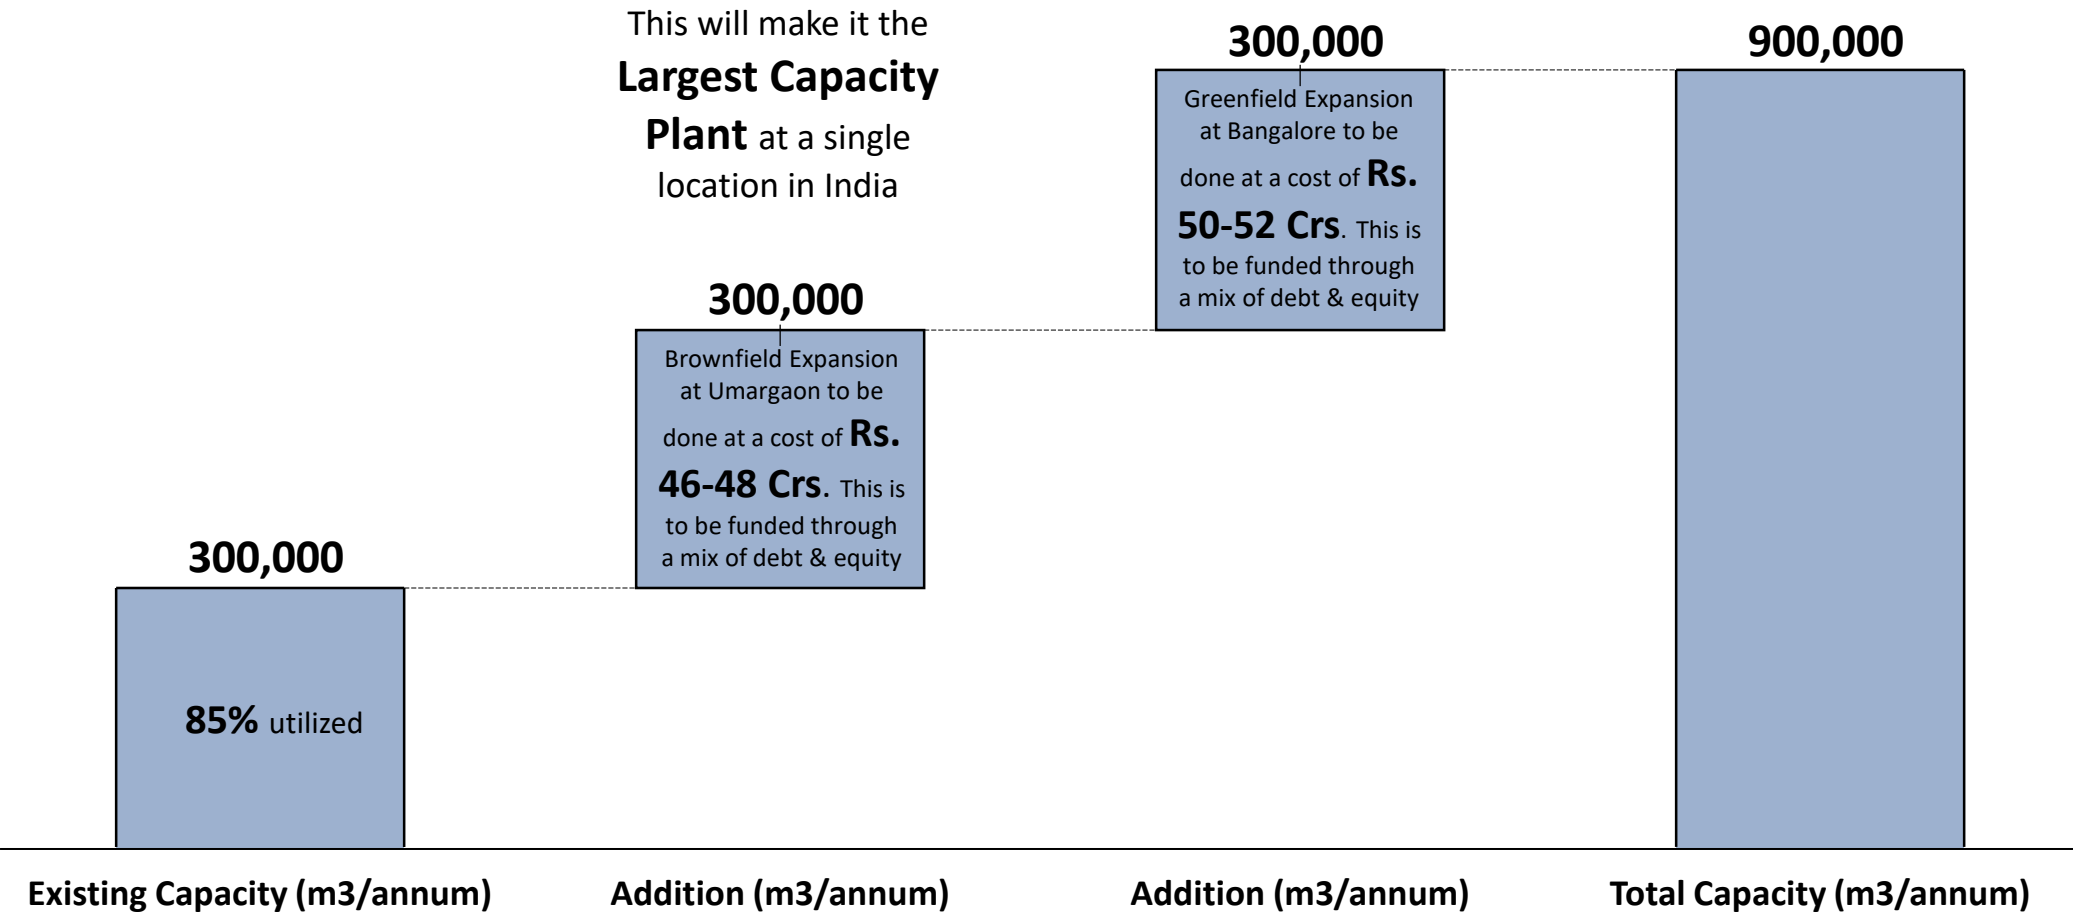 This will make it the
Largest Capacity
Plant at a single
location in India
300,000
900,000
Greenfield Expansion
at Bangalore to be
done at a cost of Rs.
50-52 Crs. This is
to be funded through
a mix of debt & equity
300,000
Brownfield Expansion
at Umargaon to be
done at a cost of Rs.
46-48 Crs. This is
to be funded through
a mix of debt & equity
300,000
85% utilized
Existing Capacity (m3/annum)
Addition (m3/annum)
Addition (m3/annum)
Total Capacity (m3/annum)